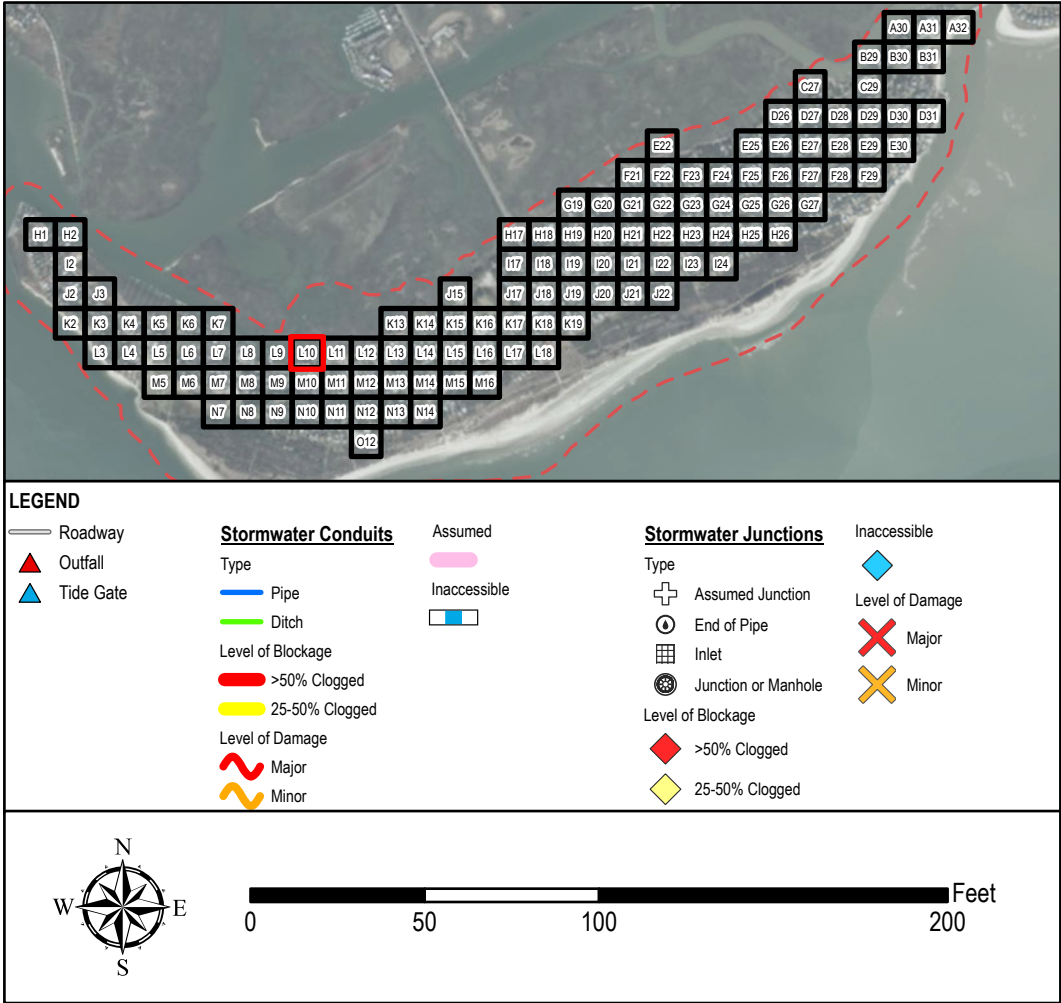 A30 A31 A32
B29 B30 B31
C27 C29
D26 D27 D28 D29 D30 D31
E22 E25 E26 E27 E28 E29 E30
F21 F22 F23 F24 F25 F26 F27 F28 F29
G19 G20 G21 G22 G23 G24 G25 G26 G27
H1 H2 H17 H18 H19 H20 H21 H22 H23 H24 H25 H26
I2 I17 I18 I19 I20 I21 I22 I23 I24
J2 J3 J15 J17 J18 J19 J20 J21 J22
K2 K3 K4 K5 K6 K7 K13 K14 K15 K16 K17 K18 K19
L3 L4 L5 L6 L7 L8 L9 L10 L11 L12 L13 L14 L15 L16 L17 L18
M5 M6 M7 M8 M9 M10 M11 M12 M13 M14 M15 M16
N7 N8 N9 N10 N11 N12 N13 N14
O12
LEGEND
Roadway
Outfall
Tide Gate
Stormwater Conduits
Type
Pipe
Ditch
Level of Blockage
>50% Clogged
25-50% Clogged
Level of Damage
Major
Minor
Assumed
Inaccessible
Stormwater Junctions
Type
Assumed Junction
End of Pipe
Inlet
Junction or Manhole
Level of Blockage
>50% Clogged
25-50% Clogged
Inaccessible
Level of Damage
Major
Minor
N
W E
S
Feet
0 50 100 200